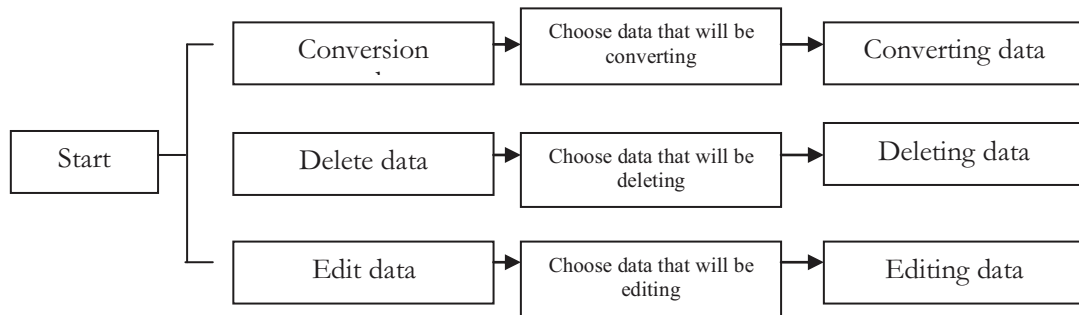 Start
Conversion
Choose data that will be
converting
Converting data
Delete data
Choose data that will be
deleting
Deleting data
Edit data
Choose data that will be
editing
Editing data